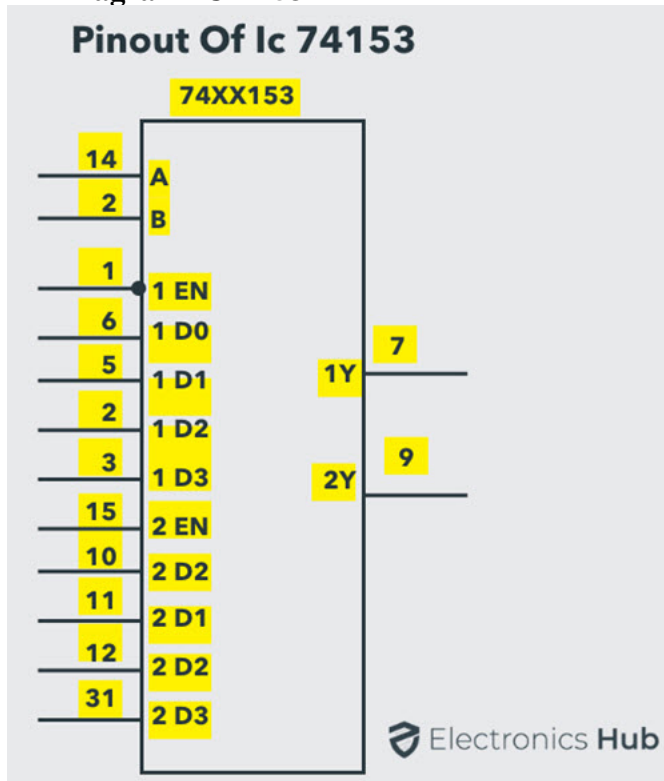 Pinout Of Ic 74153
74XX153
14 A
2 B
1 1 EN
6 1 D0
5 1 D1
2 1 D2
3 1 D3
15 2 EN
10 2 D2
11 2 D1
12 2 D2
31 2 D3
1Y 7
2Y 9
Electronics Hub